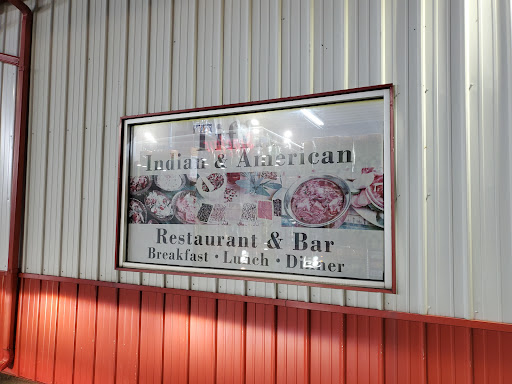 Indian & American
Restaurant & Bar
Breakfast • Lunch • Dinner